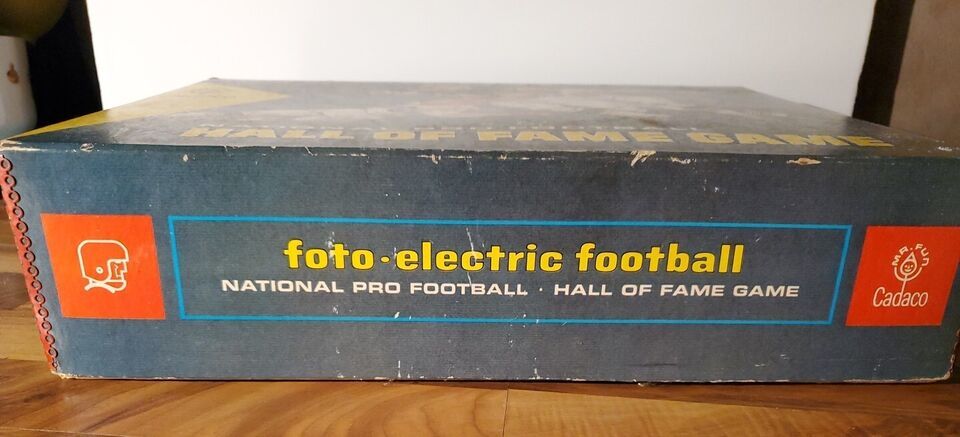 HALL OF FAME GAME
foto·electric football
NATIONAL PRO FOOTBALL · HALL OF FAME GAME
MR. FUN
Cadaco